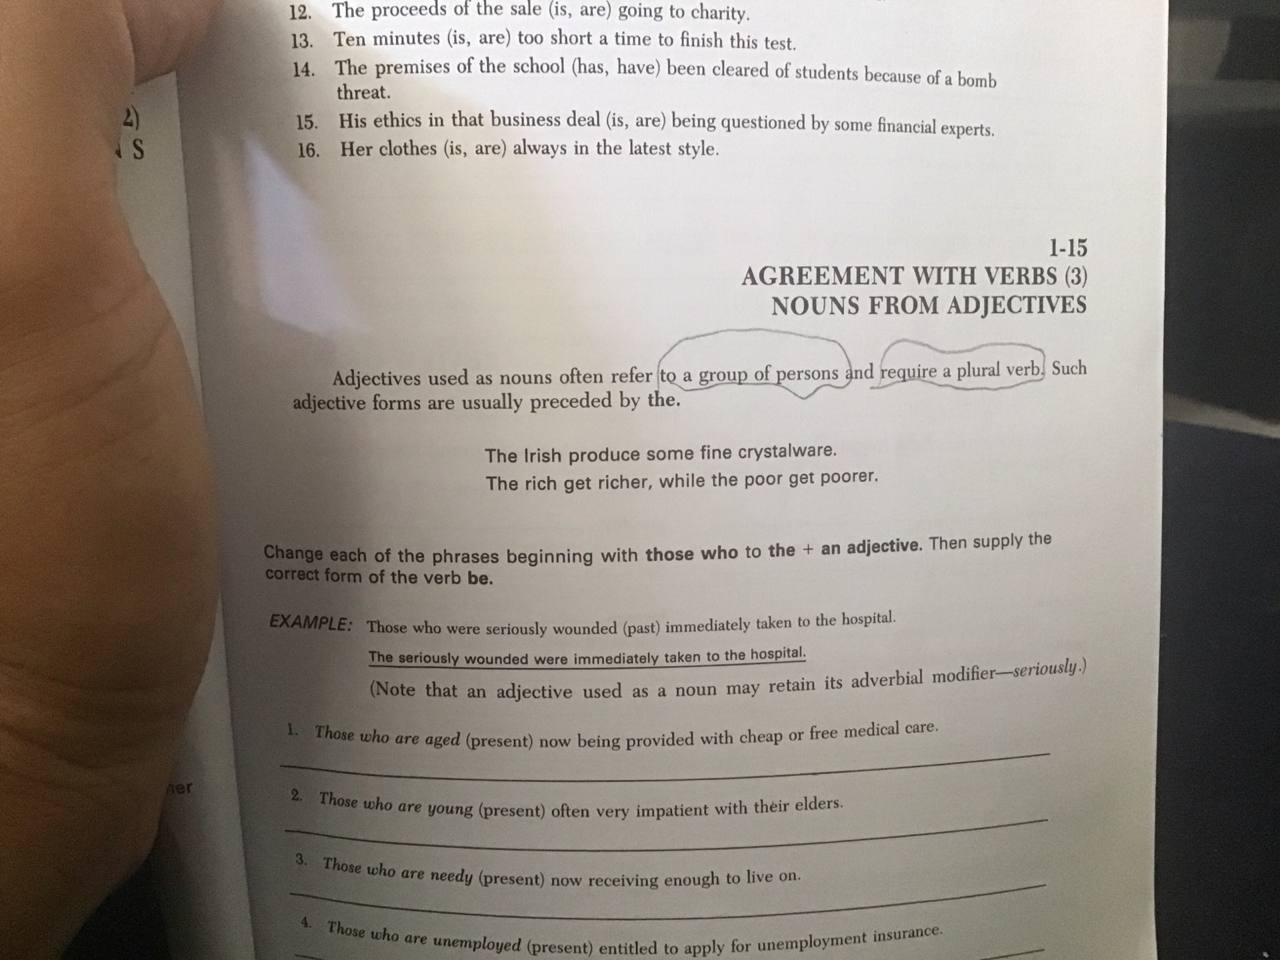 12. The proceeds of the sale (is, are) going to charity.
13. Ten minutes (is, are) too short a time to finish this test.
14. The premises of the school (has, have) been cleared of students because of a bomb
threat.
2)
15. His ethics in that business deal (is, are) being questioned by some financial experts.
S
16. Her clothes (is, are) always in the latest style.
1-15
AGREEMENT WITH VERBS (3)
NOUNS FROM ADJECTIVES
Adjectives used as nouns often refer to a group of persons and require a plural verb. Such
adjective forms are usually preceded by the.
The Irish produce some fine crystalware.
The rich get richer, while the poor get poorer.
Change each of the phrases beginning with those who to the + an adjective. Then supply the
correct form of the verb be.
EXAMPLE: Those who were seriously wounded (past) immediately taken to the hospital.
The seriously wounded were immediately taken to the hospital.
(Note that an adjective used as a noun may retain its adverbial modifier—seriously.)
1. Those who are aged (present) now being provided with cheap or free medical care.
2. Those who are young (present) often very impatient with their elders.
3. Those who are needy (present) now receiving enough to live on.
4. Those who are unemployed (present) entitled to apply for unemployment insurance.